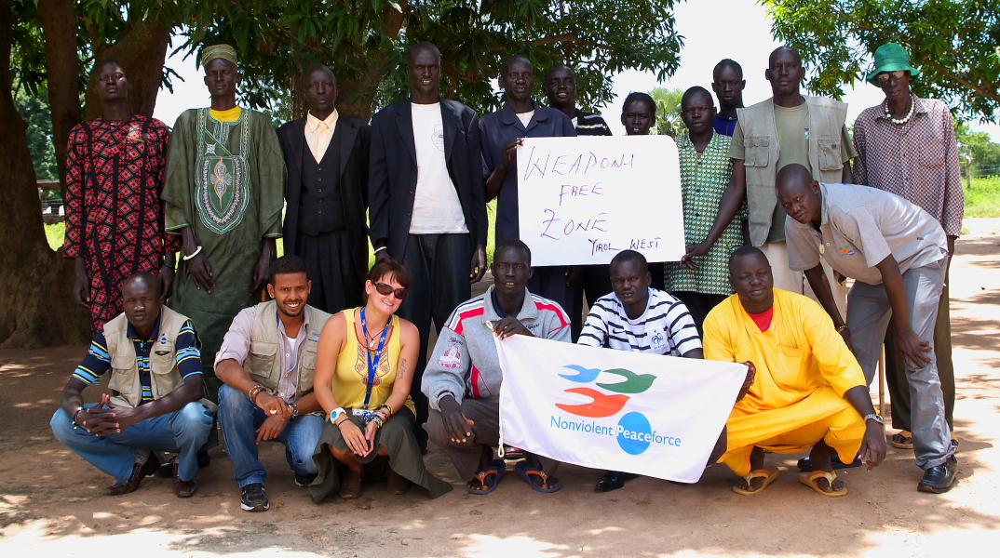 WEAPON-
FREE
ZONE
YIROL WEST
Nonviolent Peaceforce